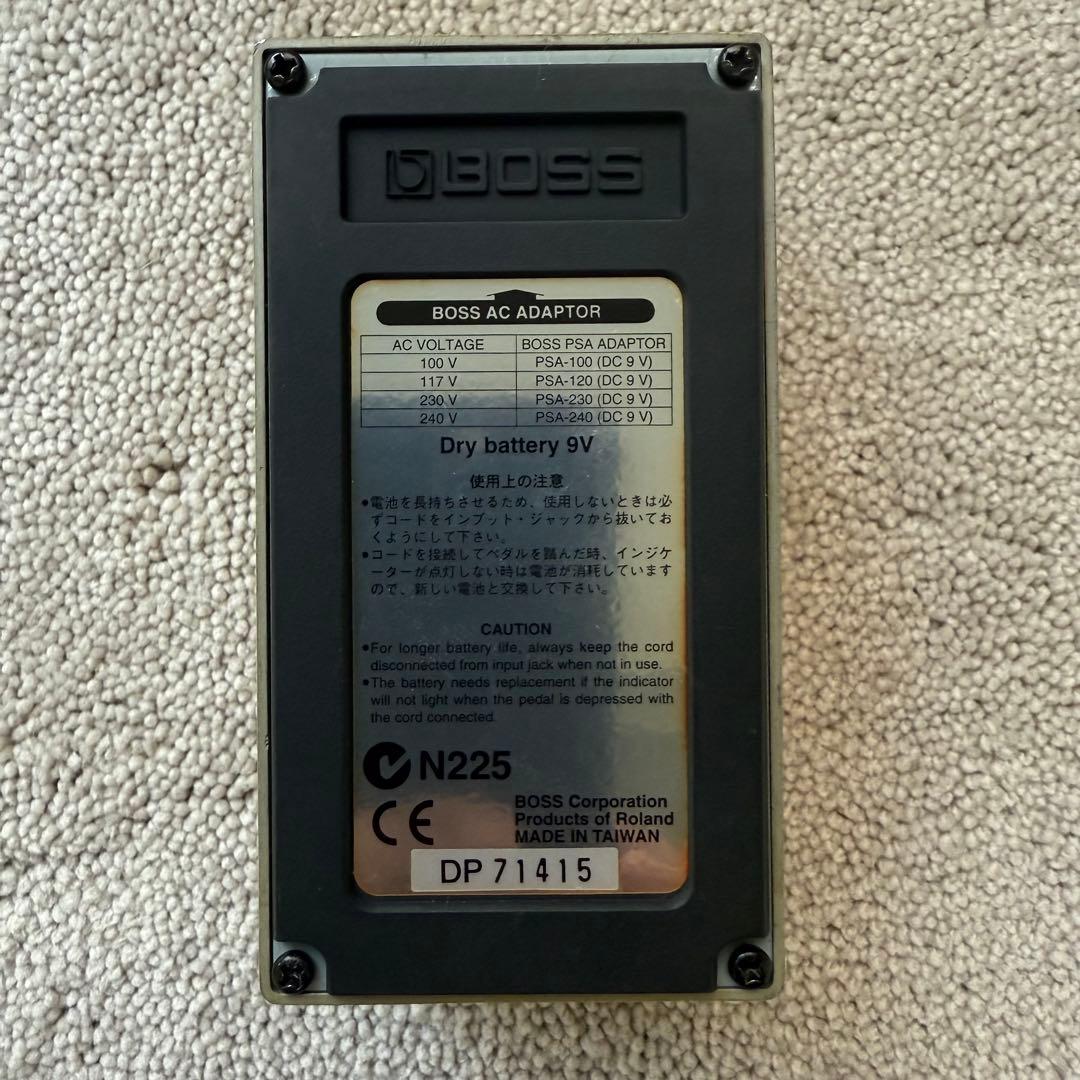 BOSS
BOSS AC ADAPTOR
AC VOLTAGE BOSS PSA ADAPTOR
100 V PSA-100 (DC 9 V)
117 V PSA-120 (DC 9 V)
230 V PSA-230 (DC 9 V)
240 V PSA-240 (DC 9 V)
Dry battery 9V
使用上の注意
●電池を長持ちさせるため、使用しないときは必
ずコードをインプット・ジャックから抜いてお
くようにして下さい。
●コードを接続してペダルを踏んだ時、インジケ
ーターが点灯しない時は電池が消耗しています
ので、新しい電池と交換して下さい。
CAUTION
●For longer battery life, always keep the cord
disconnected from input jack when not in use.
●The battery needs replacement if the indicator
will not light when the pedal is depressed with
the cord connected.
N225
CE
BOSS Corporation
Products of Roland
MADE IN TAIWAN
DP 71415